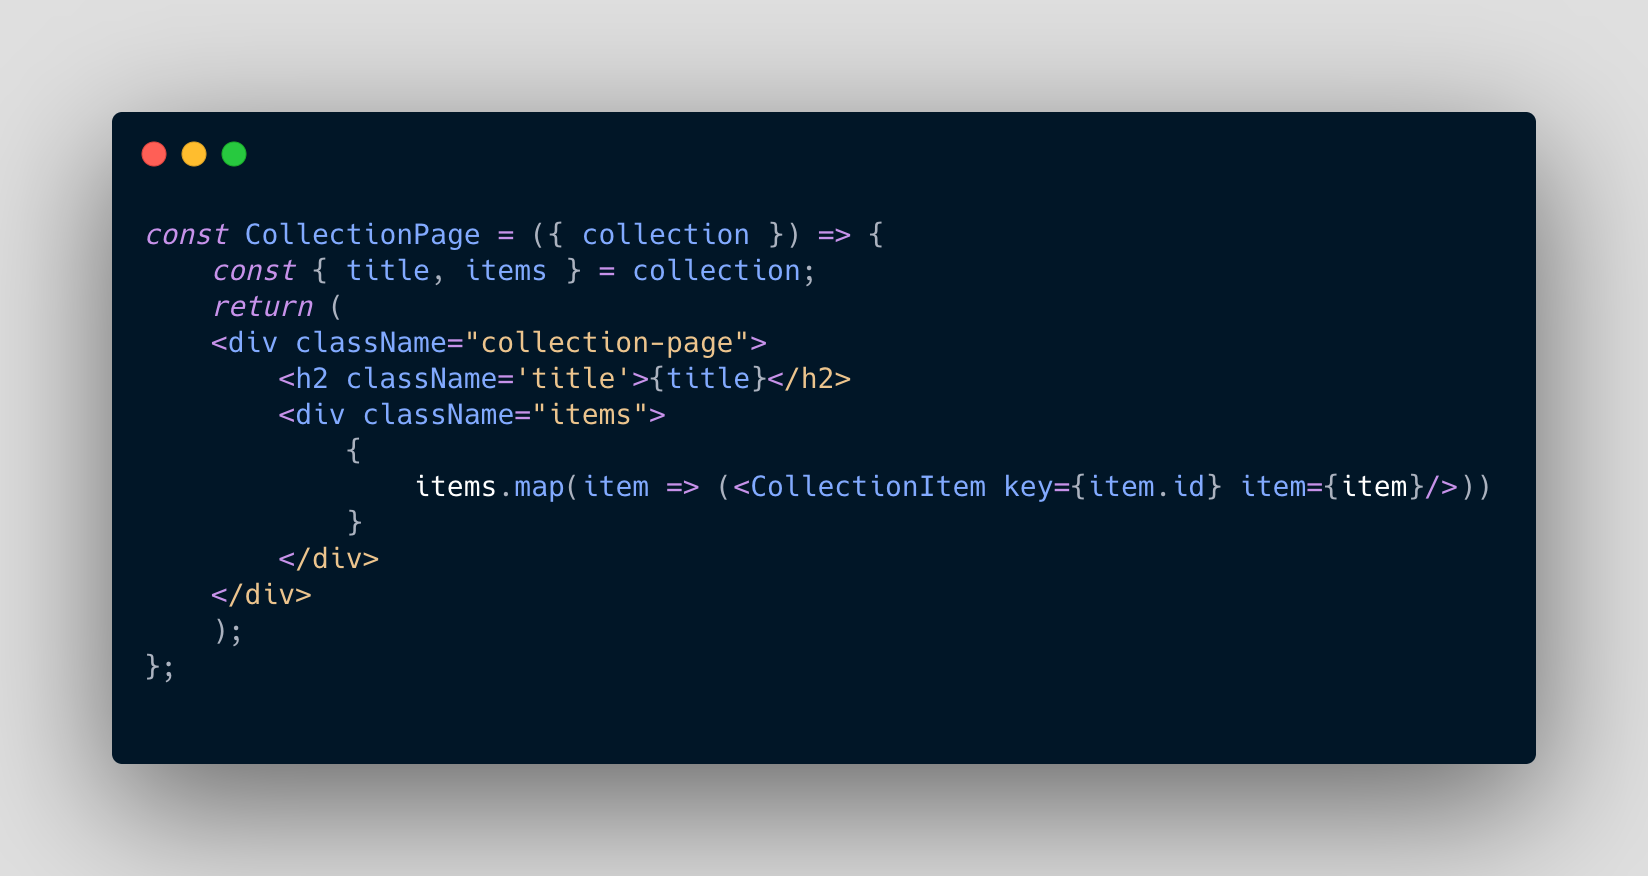 const CollectionPage = ({ collection }) => {
    const { title, items } = collection;
    return (
    <div className="collection-page">
        <h2 className='title'>{title}</h2>
        <div className="items">
            {
                items.map(item => (<CollectionItem key={item.id} item={item}/>))
            }
        </div>
    </div>
    );
};